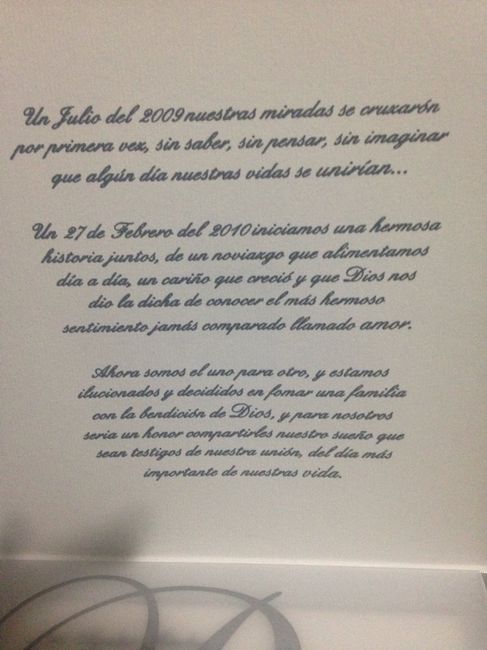 Un Julio del 2009 nuestras miradas se cruzarón
por primera vex, sin saber, sin pensar, sin imaginar
que algún día nuestras vidas se unirían...
Un 27 de Febrero del 2010 iniciamos una hermosa
historia juntos, de un noviazgo que alimentamos
día a día, un cariño que creció y que Dios nos
dio la dicha de conocer el más hermoso
sentimiento jamás comparado llamado amor.
Ahora somos el uno para otro, y estamos
ilucionados y decididos en fomar una familia
con la bendición de Dios, y para nosotros
seria un honor compartirles nuestro sueño que
sean testigos de nuestra unión, del día más
importante de nuestras vida.